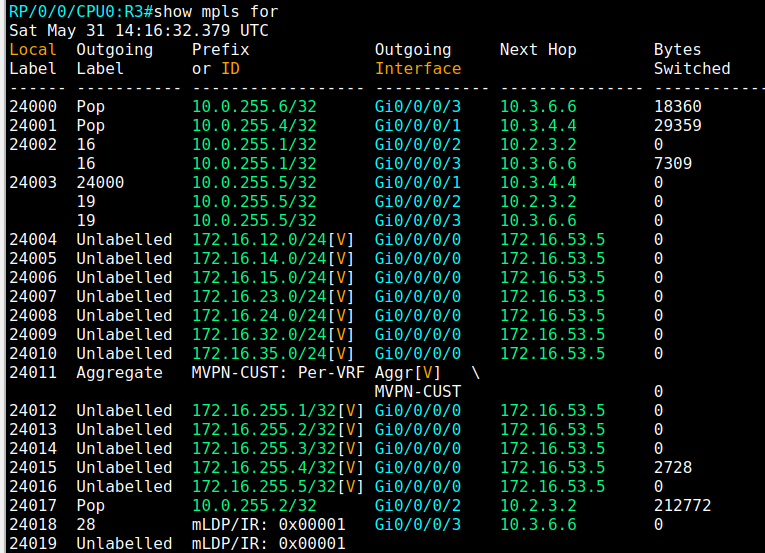 RP/0/0/CPU0:R3#show mpls for
Sat May 31 14:16:32.379 UTC
Local  Outgoing    Prefix             Outgoing     Next Hop        Bytes
Label  Label       or ID              Interface                    Switched
------ ----------- ------------------ ------------ --------------- ------------
24000  Pop         10.0.255.6/32      Gi0/0/0/3    10.3.6.6        18360
24001  Pop         10.0.255.4/32      Gi0/0/0/1    10.3.4.4        29359
24002  16          10.0.255.1/32      Gi0/0/0/2    10.2.3.2        0
       16          10.0.255.1/32      Gi0/0/0/3    10.3.6.6        7309
24003  24000       10.0.255.5/32      Gi0/0/0/1    10.3.4.4        0
       19          10.0.255.5/32      Gi0/0/0/2    10.2.3.2        0
       19          10.0.255.5/32      Gi0/0/0/3    10.3.6.6        0
24004  Unlabelled  172.16.12.0/24[V]  Gi0/0/0/0    172.16.53.5     0
24005  Unlabelled  172.16.14.0/24[V]  Gi0/0/0/0    172.16.53.5     0
24006  Unlabelled  172.16.15.0/24[V]  Gi0/0/0/0    172.16.53.5     0
24007  Unlabelled  172.16.23.0/24[V]  Gi0/0/0/0    172.16.53.5     0
24008  Unlabelled  172.16.24.0/24[V]  Gi0/0/0/0    172.16.53.5     0
24009  Unlabelled  172.16.32.0/24[V]  Gi0/0/0/0    172.16.53.5     0
24010  Unlabelled  172.16.35.0/24[V]  Gi0/0/0/0    172.16.53.5     0
24011  Aggregate   MVPN-CUST: Per-VRF Aggr[V]   \
                                      MVPN-CUST                    0
24012  Unlabelled  172.16.255.1/32[V] Gi0/0/0/0    172.16.53.5     0
24013  Unlabelled  172.16.255.2/32[V] Gi0/0/0/0    172.16.53.5     0
24014  Unlabelled  172.16.255.3/32[V] Gi0/0/0/0    172.16.53.5     0
24015  Unlabelled  172.16.255.4/32[V] Gi0/0/0/0    172.16.53.5     2728
24016  Unlabelled  172.16.255.5/32[V] Gi0/0/0/0    172.16.53.5     0
24017  Pop         10.0.255.2/32      Gi0/0/0/2    10.2.3.2        212772
24018  28          mLDP/IR: 0x00001   Gi0/0/0/3    10.3.6.6        0
24019  Unlabelled  mLDP/IR: 0x00001